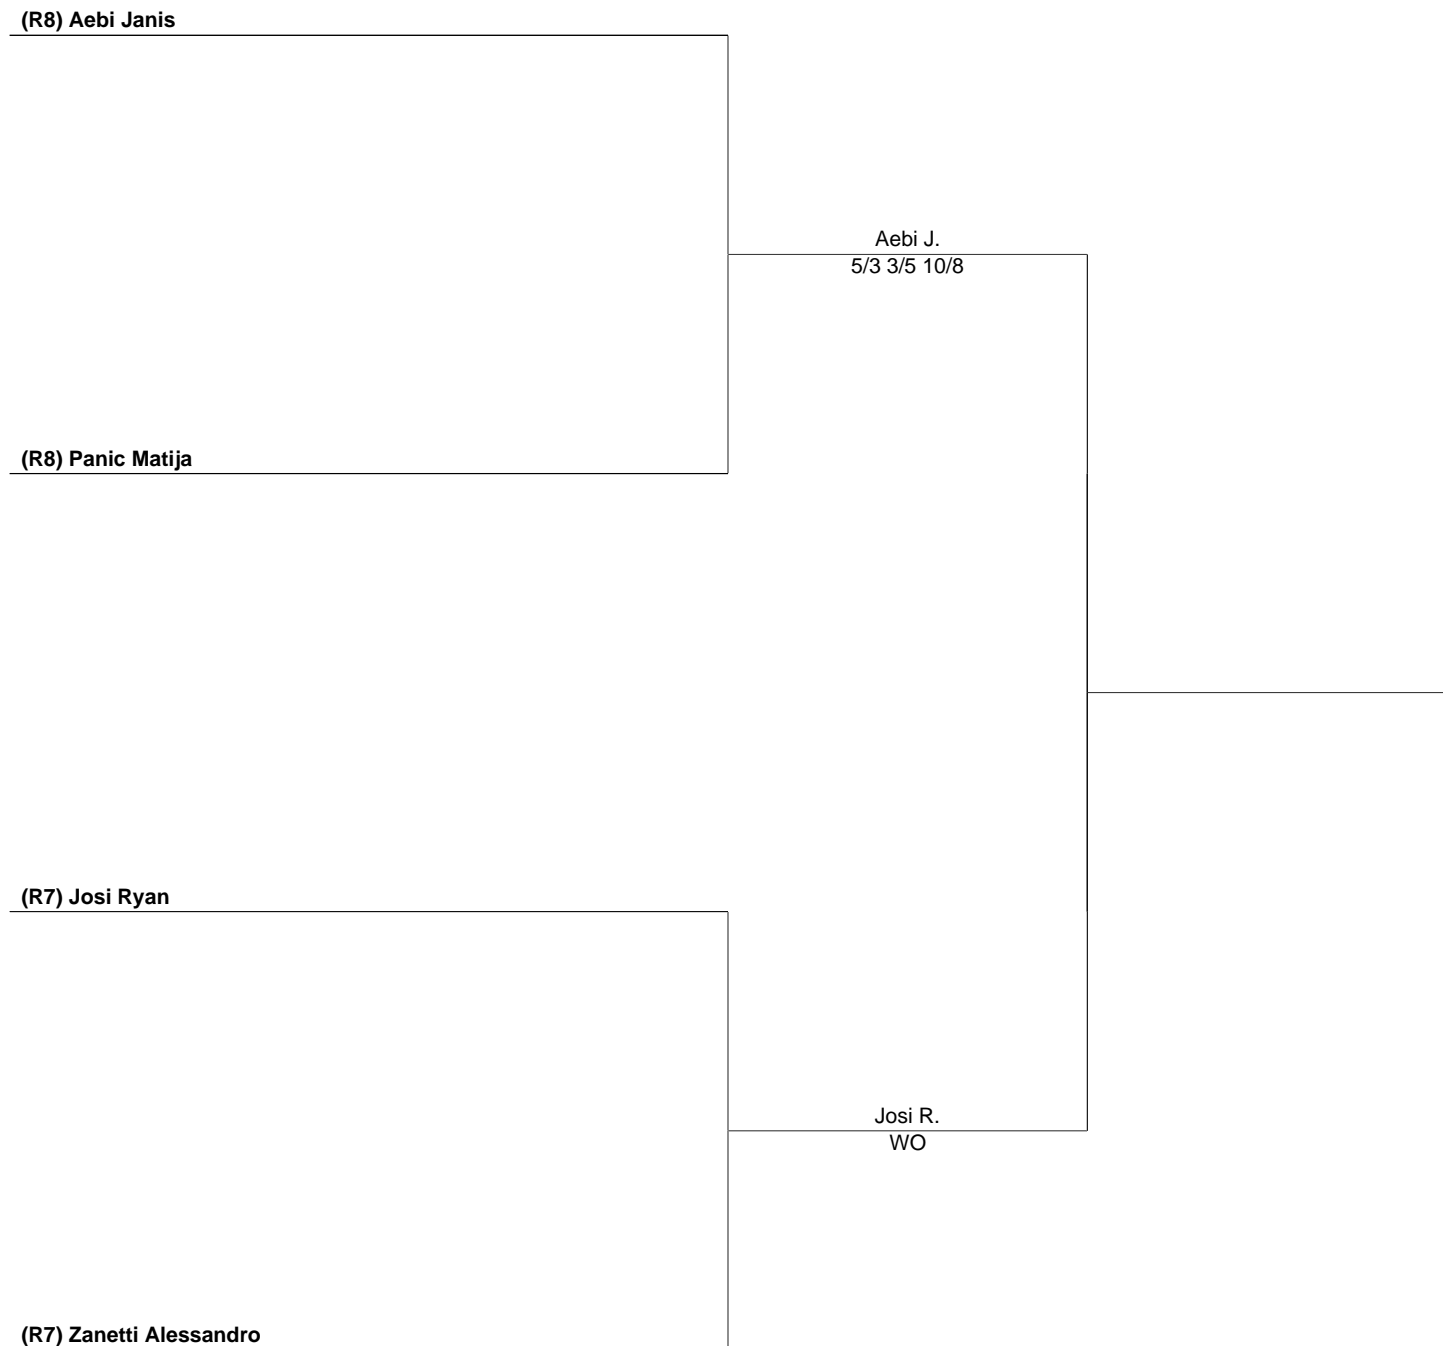 (R8) Aebi Janis
Aebi J.
5/3 3/5 10/8
(R8) Panic Matija
(R7) Josi Ryan
Josi R.
WO
(R7) Zanetti Alessandro